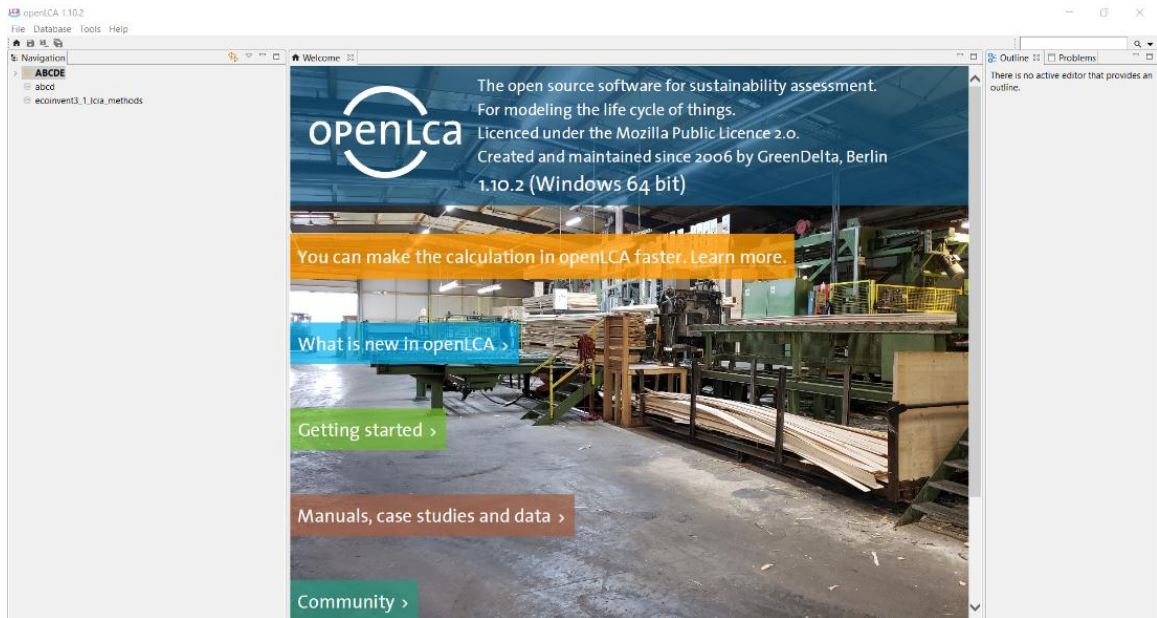 openLCA 1.10.2
File Database Tools Help
Navigation
ABCDE
abcd
ecoinvent3_1_lcia_methods
Welcome
openLCA
The open source software for sustainability assessment.
For modeling the life cycle of things.
Licenced under the Mozilla Public Licence 2.0.
Created and maintained since 2006 by GreenDelta, Berlin
1.10.2 (Windows 64 bit)
You can make the calculation in openLCA faster. Learn more.
What is new in openLCA ›
Getting started ›
Manuals, case studies and data ›
Community ›
Outline Problems
There is no active editor that provides an
outline.